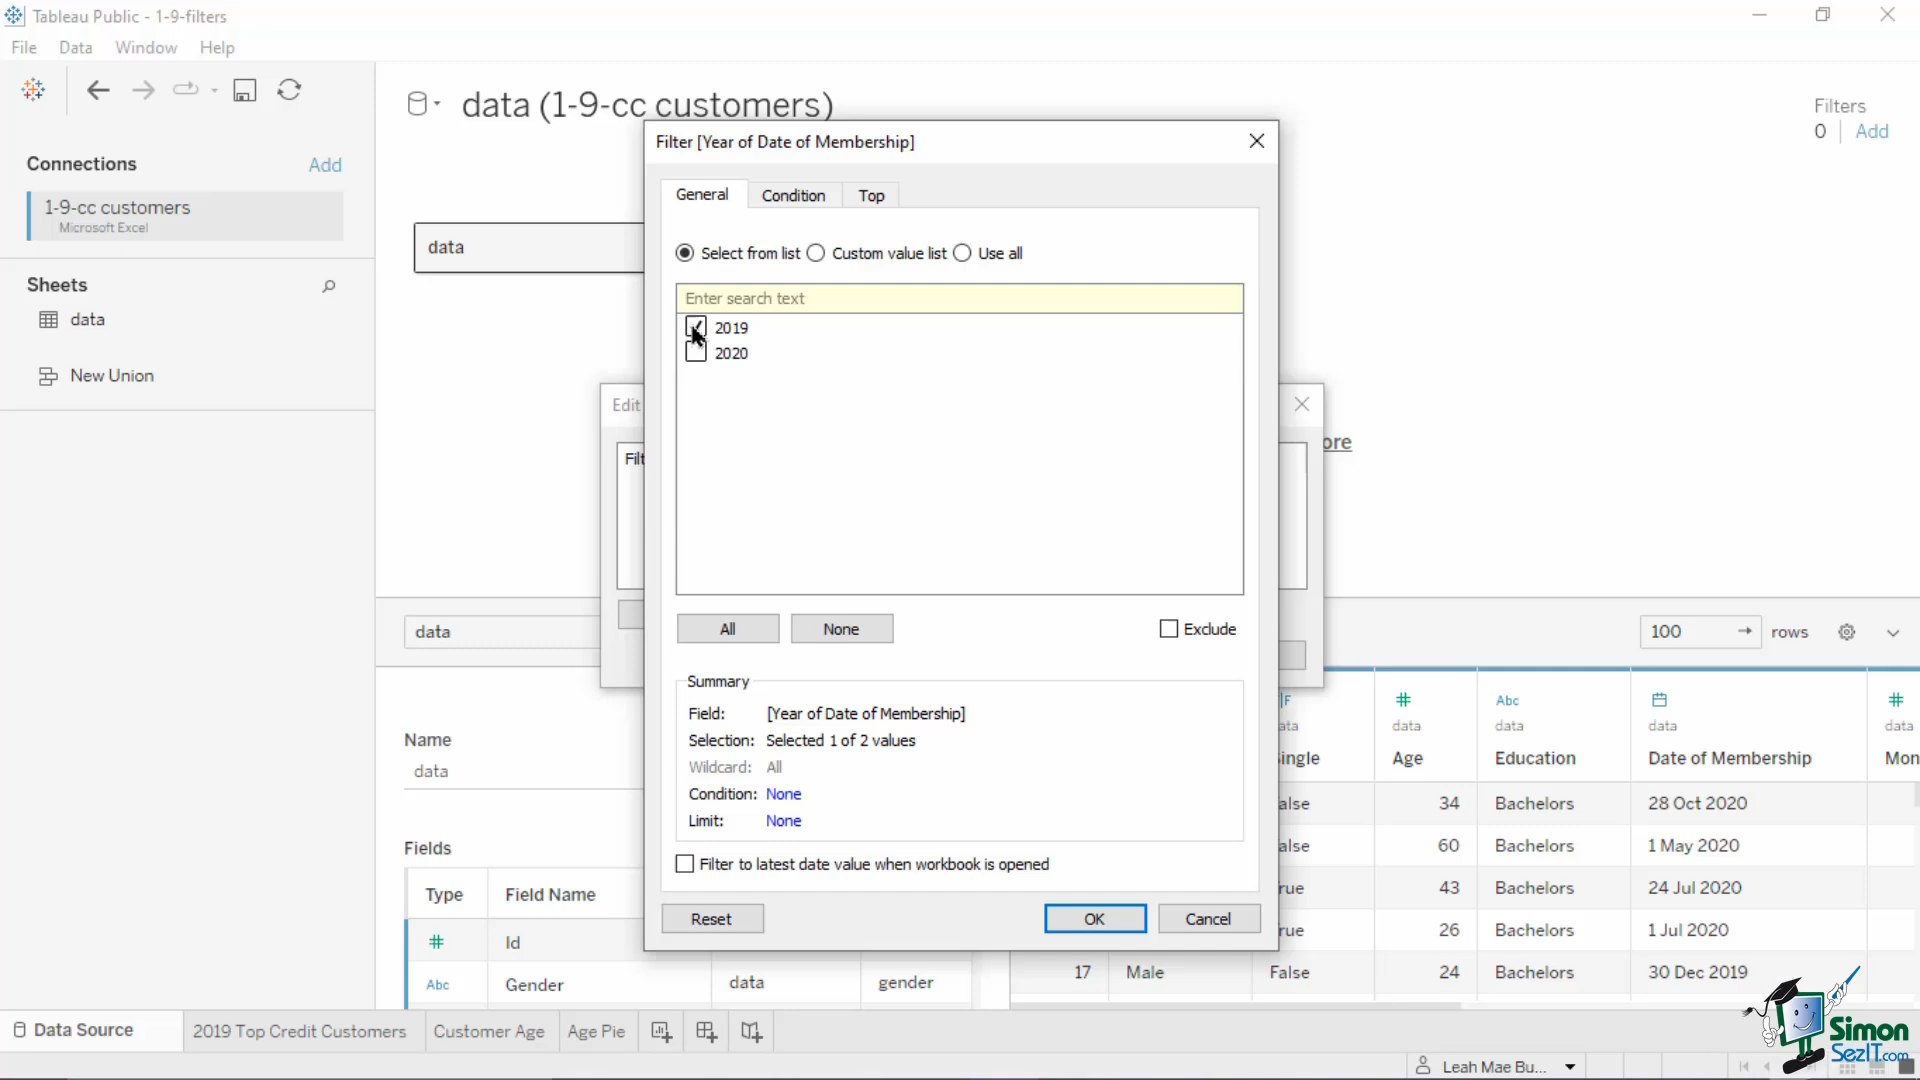 Tableau Public - 1-9-filters
File Data Window Help
data (1-9-cc customers)
Filters
0 Add
Connections Add
1-9-cc customers
Microsoft Excel
Sheets
data
New Union
data
Filter [Year of Date of Membership]
General Condition Top
Select from list Custom value list Use all
Enter search text
2019
2020
Edit
Filt
ore
All None Exclude
Summary
Field: [Year of Date of Membership]
Selection: Selected 1 of 2 values
Wildcard: All
Condition: None
Limit: None
Filter to latest date value when workbook is opened
Reset OK Cancel
data
100 rows
Name
data
Fields
Type Field Name
# Id
Abc Gender data gender
# Abc #
ata data data data data
ingle Age Education Date of Membership Mon
alse 34 Bachelors 28 Oct 2020
alse 60 Bachelors 1 May 2020
rue 43 Bachelors 24 Jul 2020
rue 26 Bachelors 1 Jul 2020
17 Male False 24 Bachelors 30 Dec 2019
Data Source 2019 Top Credit Customers Customer Age Age Pie
Leah Mae Bu...
Simon
SezIT.com